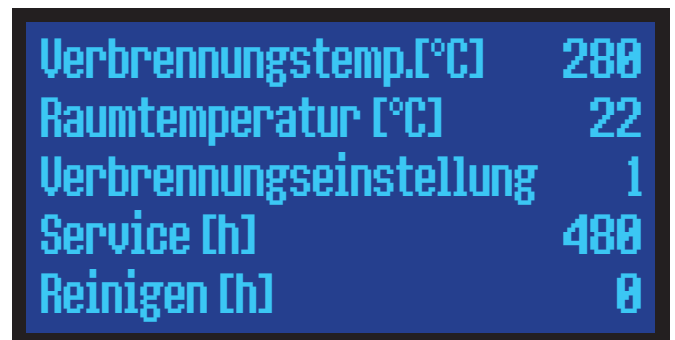 Verbrennungstemp.[°C] 280
Raumtemperatur [°C] 22
Verbrennungseinstellung 1
Service [h] 480
Reinigen [h] 0